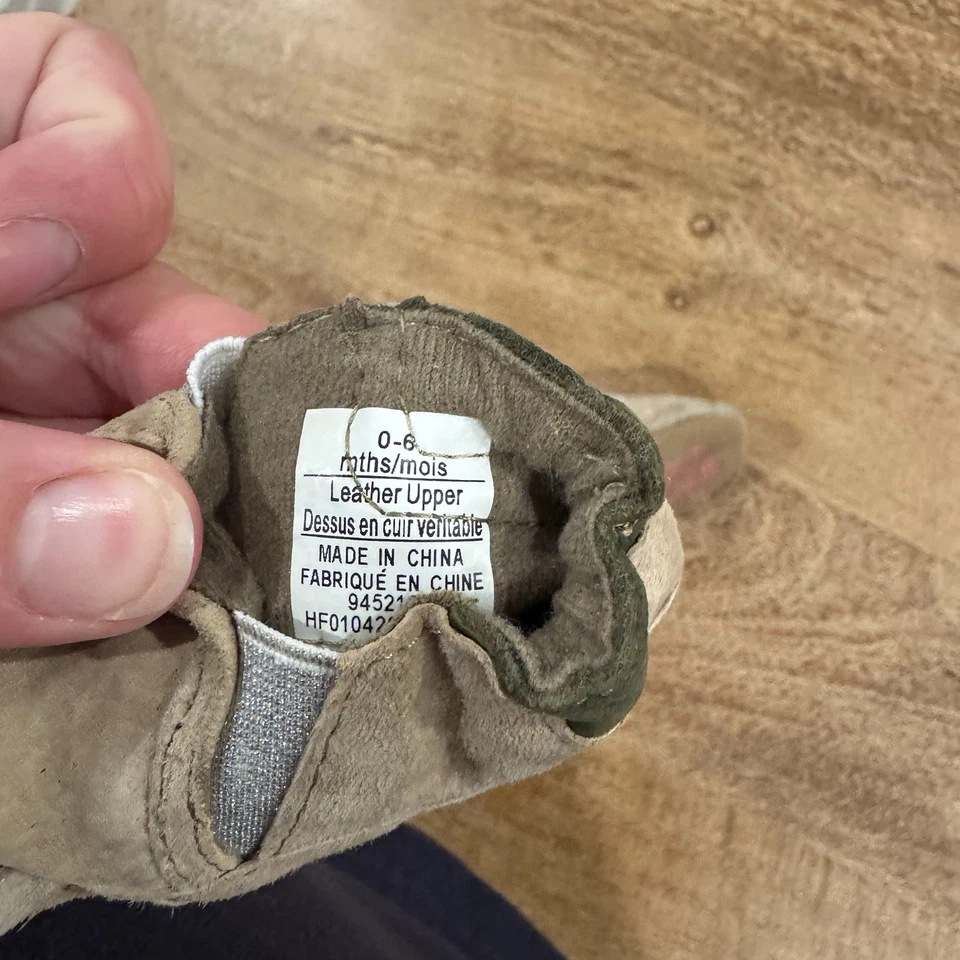 0-6
mths/mois
Leather Upper
Dessus en cuir véritable
MADE IN CHINA
FABRIQUÉ EN CHINE